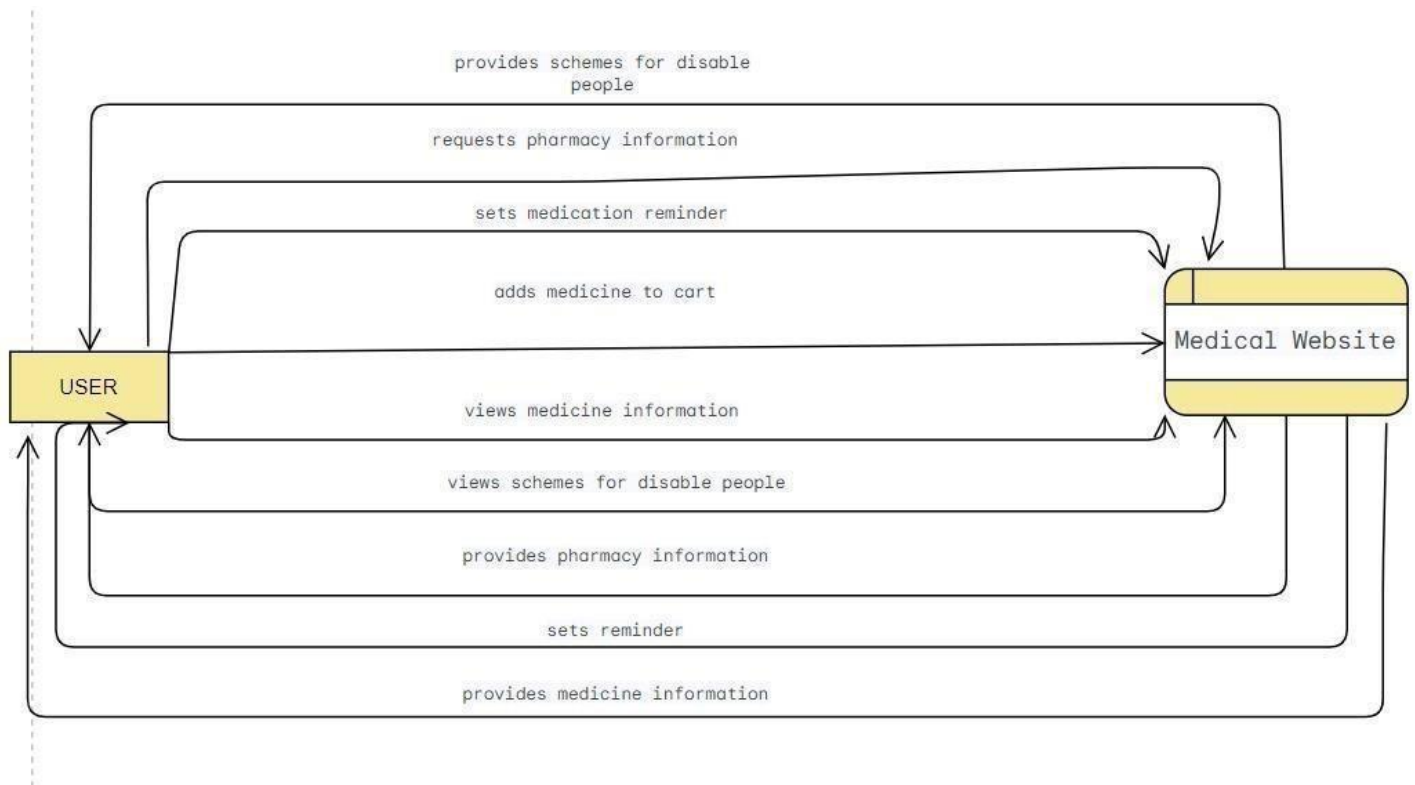 provides schemes for disable
people
requests pharmacy information
sets medication reminder
adds medicine to cart
Medical Website
USER
views medicine information
views schemes for disable people
provides pharmacy information
sets reminder
provides medicine information